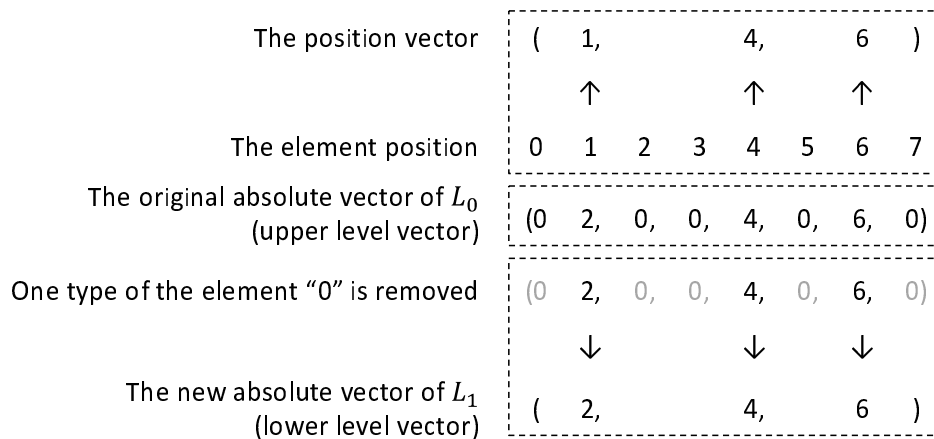 The position vector ( 1, 4, 6 )
↑ ↑ ↑
The element position 0 1 2 3 4 5 6 7
The original absolute vector of L₀
(upper level vector) (0 2, 0, 0, 4, 0, 6, 0)
One type of the element “0” is removed (0 2, 0, 0, 4, 0, 6, 0)
↓ ↓ ↓
The new absolute vector of L₁
(lower level vector) ( 2, 4, 6 )